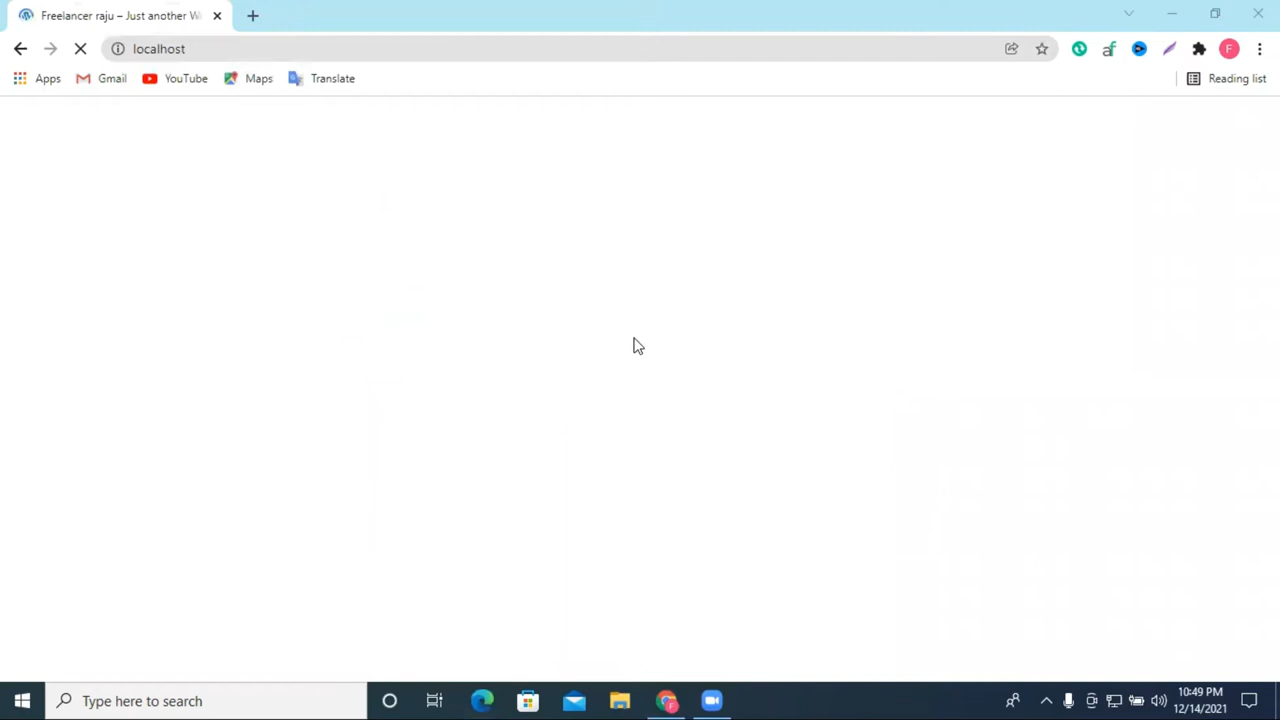 Freelancer raju – Just another W
localhost
Apps
Gmail
YouTube
Maps
Translate
Reading list
F
Type here to search
10:49 PM
12/14/2021